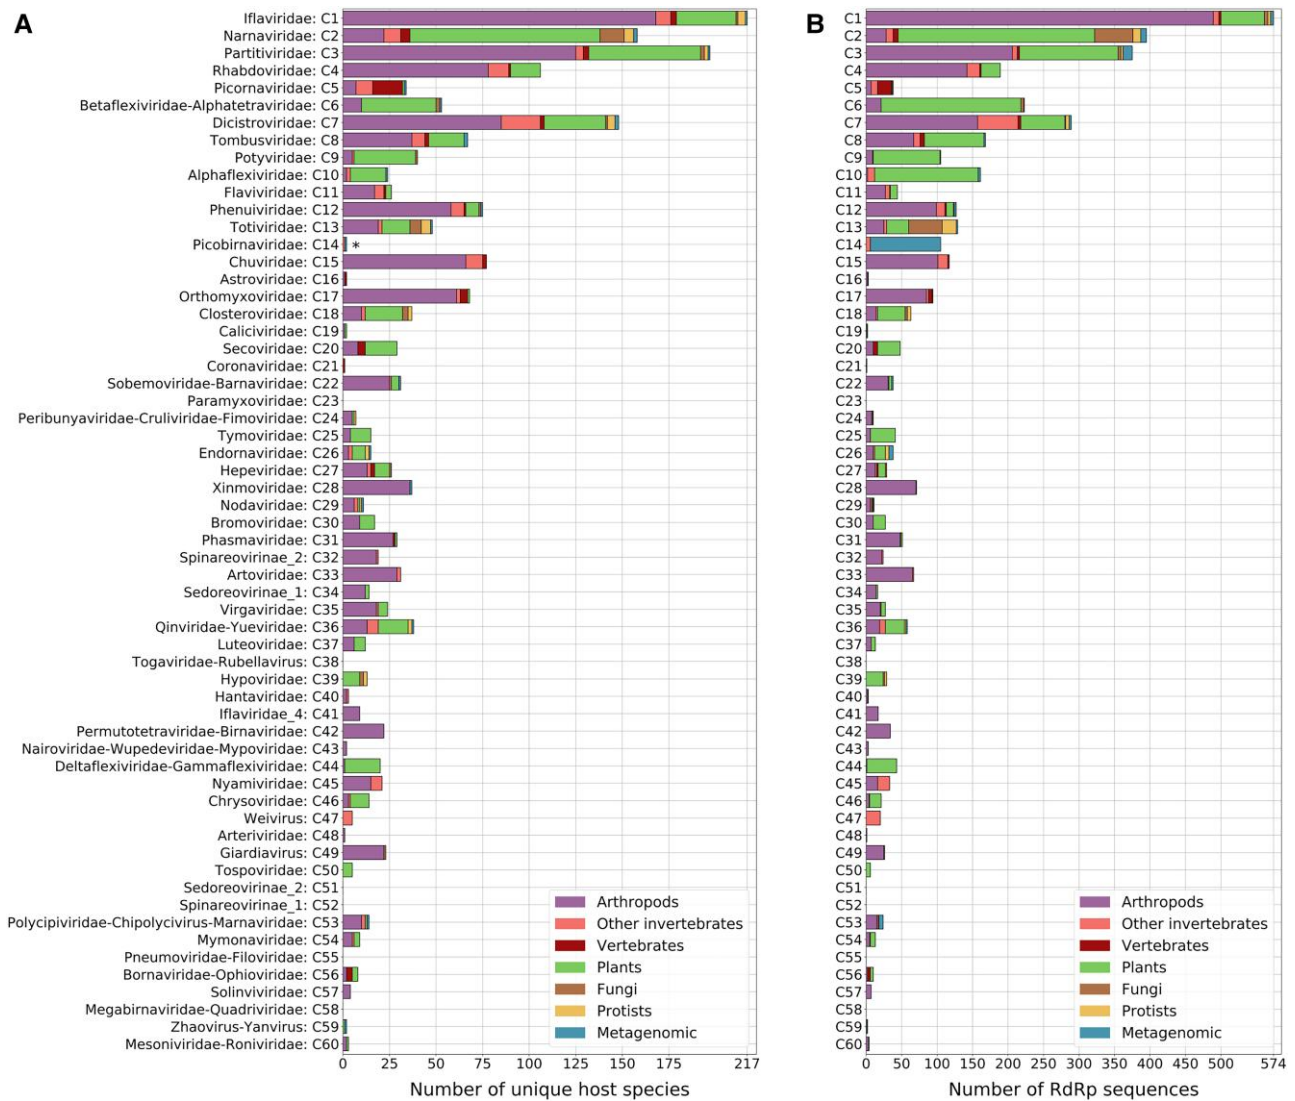 A
B
Iflaviridae: C1
Narnaviridae: C2
Partitiviridae: C3
Rhabdoviridae: C4
Picornaviridae: C5
Betaflexiviridae-Alphatetraviridae: C6
Dicistroviridae: C7
Tombusviridae: C8
Potyviridae: C9
Alphaflexiviridae: C10
Flaviviridae: C11
Phenuiviridae: C12
Totiviridae: C13
Picobirnaviridae: C14 *
Chuviridae: C15
Astroviridae: C16
Orthomyxoviridae: C17
Closteroviridae: C18
Caliciviridae: C19
Secoviridae: C20
Coronaviridae: C21
Sobemoviridae-Barnaviridae: C22
Paramyxoviridae: C23
Peribunyaviridae-Cruliviridae-Fimoviridae: C24
Tymoviridae: C25
Endornaviridae: C26
Hepeviridae: C27
Xinmoviridae: C28
Nodaviridae: C29
Bromoviridae: C30
Phasmaviridae: C31
Spinareovirinae_2: C32
Artoviridae: C33
Sedoreovirinae_1: C34
Virgaviridae: C35
Qinviridae-Yueviridae: C36
Luteoviridae: C37
Togaviridae-Rubellavirus: C38
Hypoviridae: C39
Hantaviridae: C40
Iflaviridae_4: C41
Permutotetraviridae-Birnaviridae: C42
Nairoviridae-Wupedeviridae-Mypoviridae: C43
Deltaflexiviridae-Gammaflexiviridae: C44
Nyamiviridae: C45
Chrysoviridae: C46
Weivirus: C47
Arteriviridae: C48
Giardiavirus: C49
Tospoviridae: C50
Sedoreovirinae_2: C51
Spinareovirinae_1: C52
Polycipiviridae-Chipolycivirus-Marnaviridae: C53
Mymonaviridae: C54
Pneumoviridae-Filoviridae: C55
Bornaviridae-Ophioviridae: C56
Solinviviridae: C57
Megabirnaviridae-Quadriviridae: C58
Zhaovirus-Yanvirus: C59
Mesoniviridae-Roniviridae: C60
Arthropods
Other invertebrates
Vertebrates
Plants
Fungi
Protists
Metagenomic
0 25 50 75 100 125 150 175 217
Number of unique host species
C1
C2
C3
C4
C5
C6
C7
C8
C9
C10
C11
C12
C13
C14
C15
C16
C17
C18
C19
C20
C21
C22
C23
C24
C25
C26
C27
C28
C29
C30
C31
C32
C33
C34
C35
C36
C37
C38
C39
C40
C41
C42
C43
C44
C45
C46
C47
C48
C49
C50
C51
C52
C53
C54
C55
C56
C57
C58
C59
C60
Arthropods
Other invertebrates
Vertebrates
Plants
Fungi
Protists
Metagenomic
0 50 100 150 200 250 300 350 400 450 500 574
Number of RdRp sequences